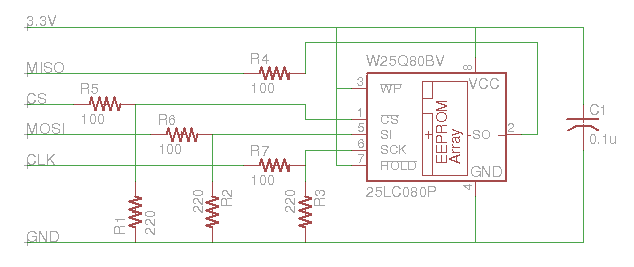 3.3V
W25Q80BV
MISO
R4
100
8
VCC
3
WP
CS
R5
100
1
CS
EEPROM
Array
C1
0.1u
MOSI
R6
100
5
SI
+
SO
2
6
SCK
CLK
R7
100
7
HOLD
GND
25LC080P
4
R1
220
220
R2
220
R3
GND